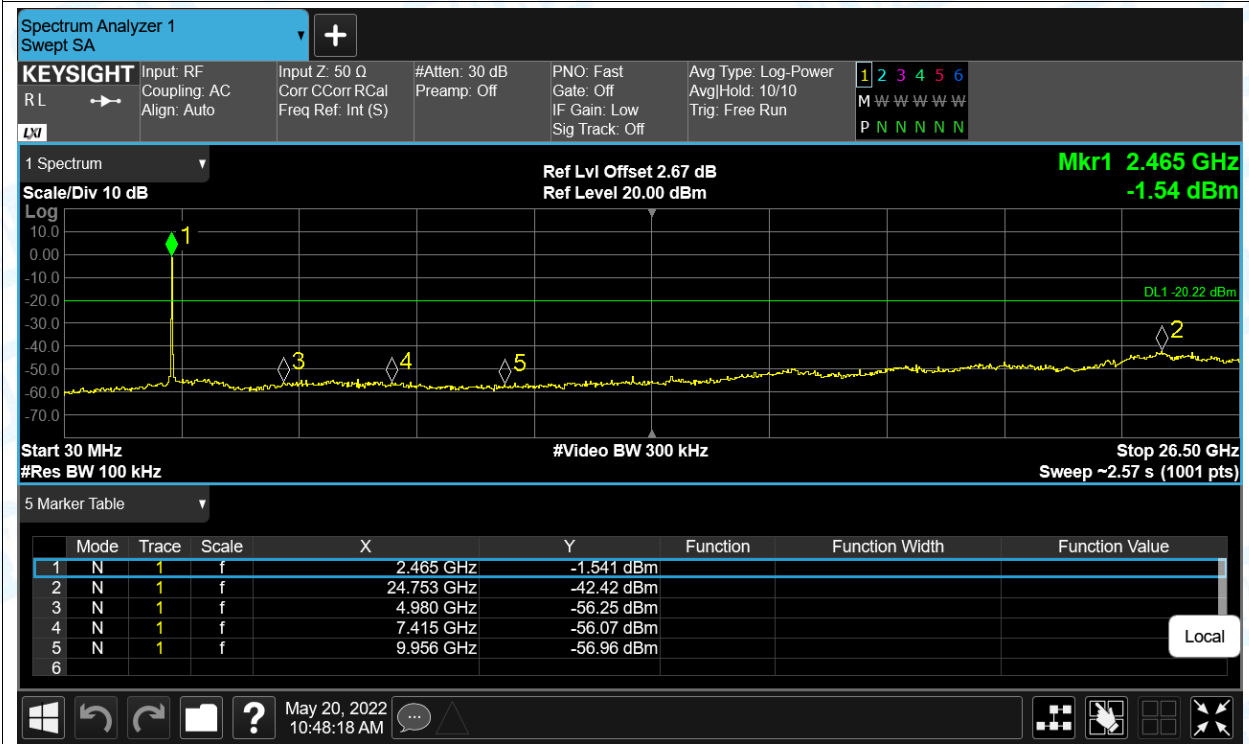 Spectrum Analyzer 1
Swept SA
+
KEYSIGHT
R L
LXI
Input: RF
Coupling: AC
Align: Auto
Input Z: 50 Ω
Corr CCorr RCal
Freq Ref: Int (S)
#Atten: 30 dB
Preamp: Off
PNO: Fast
Gate: Off
IF Gain: Low
Sig Track: Off
Avg Type: Log-Power
Avg|Hold: 10/10
Trig: Free Run
1 2 3 4 5 6
M W W W W W
P N N N N N
1 Spectrum
Scale/Div 10 dB
Ref Lvl Offset 2.67 dB
Ref Level 20.00 dBm
Mkr1 2.465 GHz
-1.54 dBm
Log
10.0
0.00
-10.0
-20.0
-30.0
-40.0
-50.0
-60.0
-70.0
1
DL1 -20.22 dBm
2
3
4
5
Start 30 MHz
#Video BW 300 kHz
Stop 26.50 GHz
#Res BW 100 kHz
Sweep ~2.57 s (1001 pts)
5 Marker Table
Mode Trace Scale X Y Function Function Width Function Value
1 N 1 f 2.465 GHz -1.541 dBm
2 N 1 f 24.753 GHz -42.42 dBm
3 N 1 f 4.980 GHz -56.25 dBm
4 N 1 f 7.415 GHz -56.07 dBm
5 N 1 f 9.956 GHz -56.96 dBm
6
Local
?
May 20, 2022
10:48:18 AM